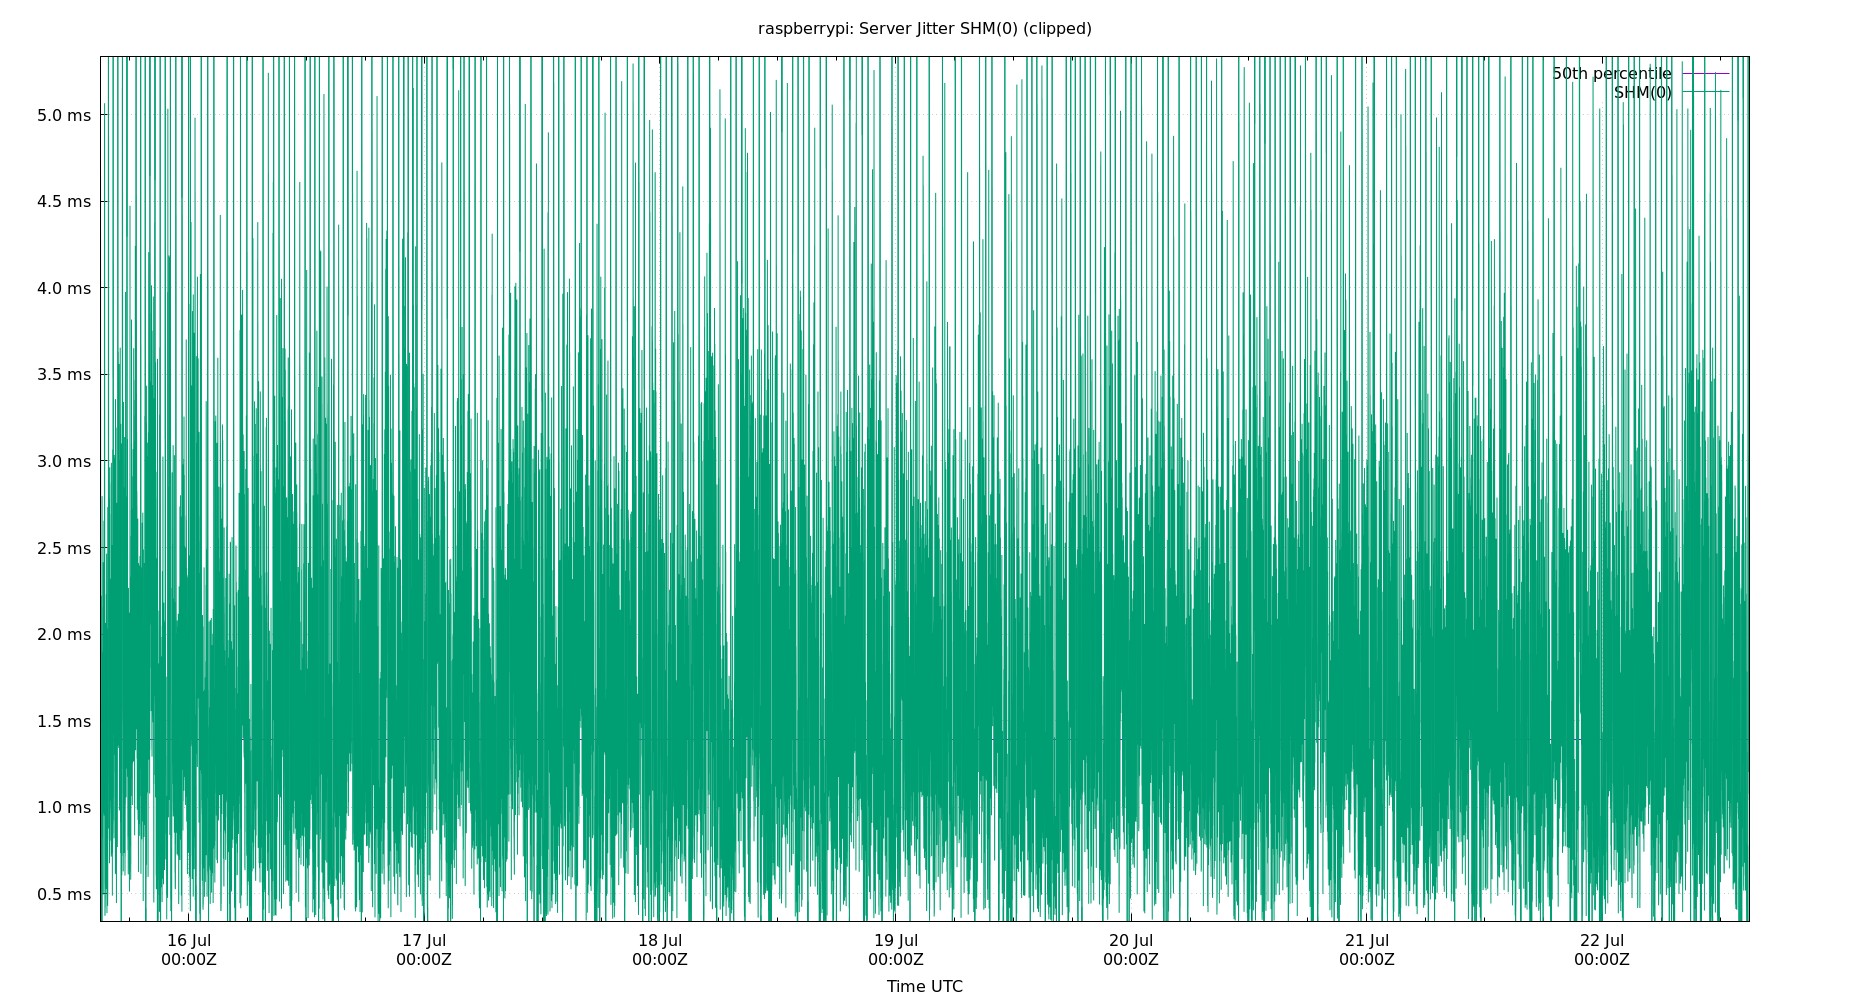 raspberrypi: Server Jitter SHM(0) (clipped)
50th percentile
SHM(0)
5.0 ms
4.5 ms
4.0 ms
3.5 ms
3.0 ms
2.5 ms
2.0 ms
1.5 ms
1.0 ms
0.5 ms
16 Jul 17 Jul 18 Jul 19 Jul 20 Jul 21 Jul 22 Jul
00:00Z 00:00Z 00:00Z 00:00Z 00:00Z 00:00Z 00:00Z
Time UTC